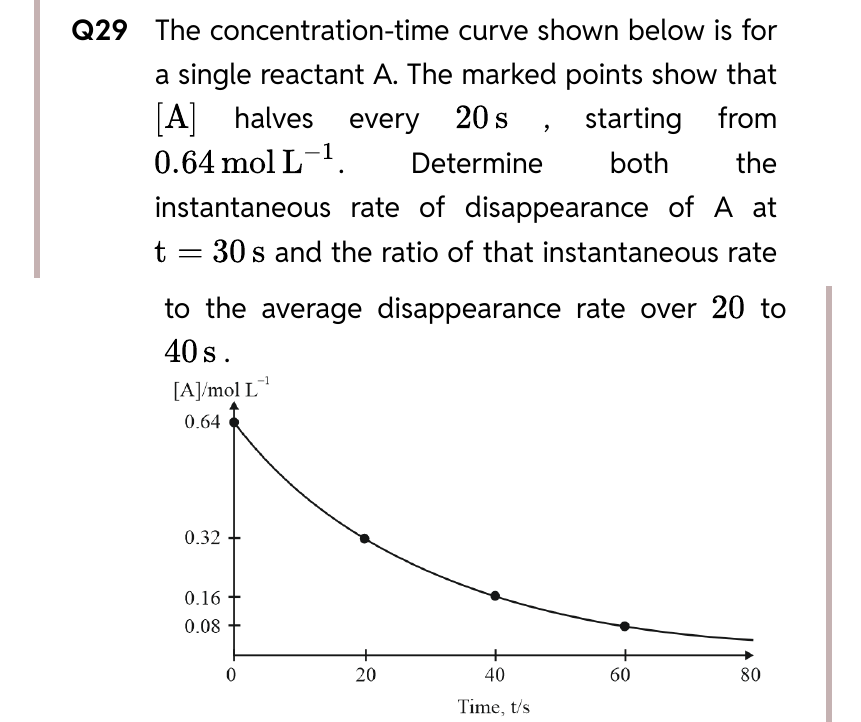 Q29 The concentration-time curve shown below is for
a single reactant A. The marked points show that
[A] halves every 20 s , starting from
0.64 mol L⁻¹. Determine both the
instantaneous rate of disappearance of A at
t = 30 s and the ratio of that instantaneous rate
to the average disappearance rate over 20 to
40 s .
[A]/mol L⁻¹
0.64
0.32
0.16
0.08
0 20 40 60 80
Time, t/s